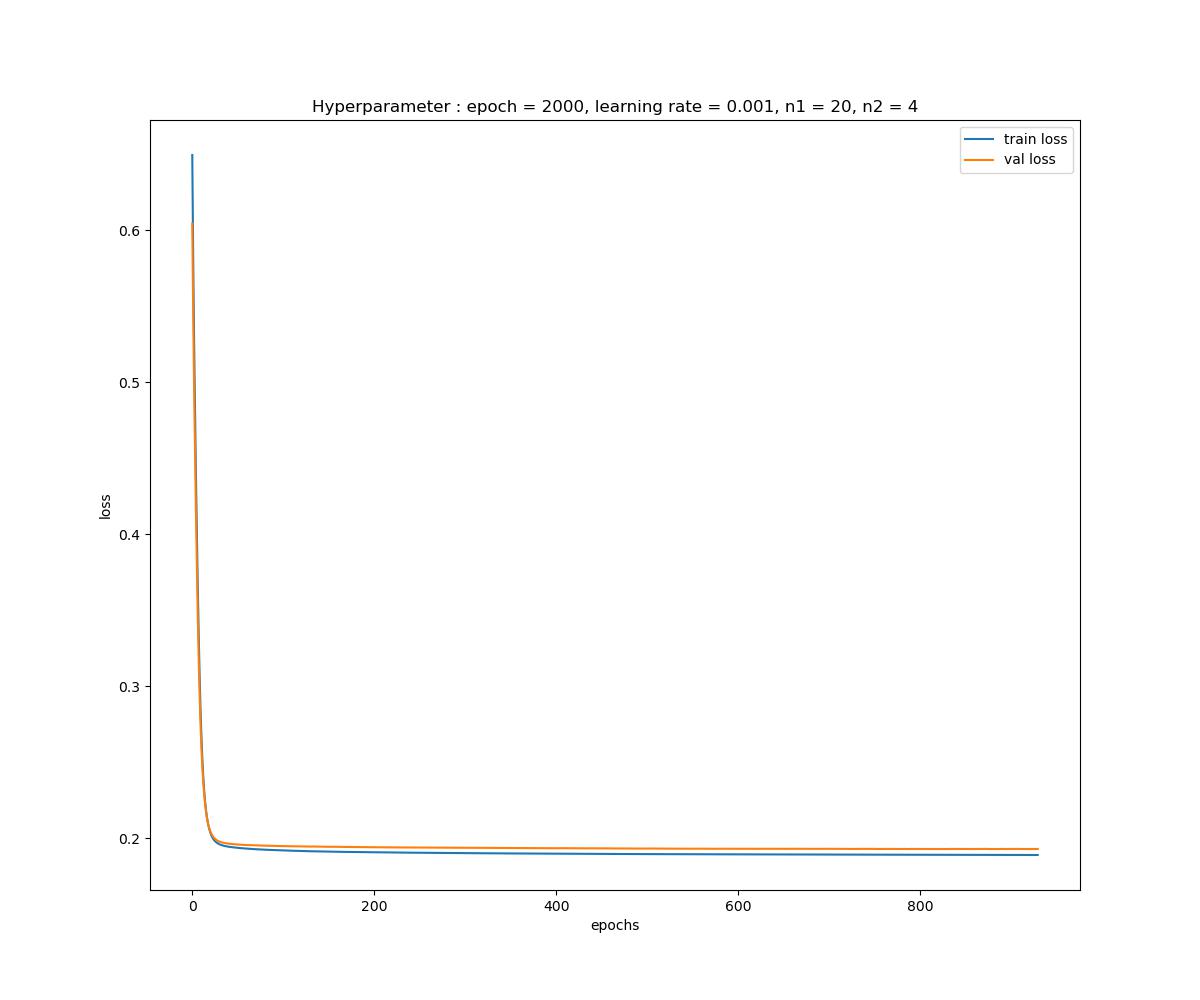 Hyperparameter : epoch = 2000, learning rate = 0.001, n1 = 20, n2 = 4
train loss
val loss
0.6
0.5
0.4
0.3
0.2
loss
0
200
400
600
800
epochs